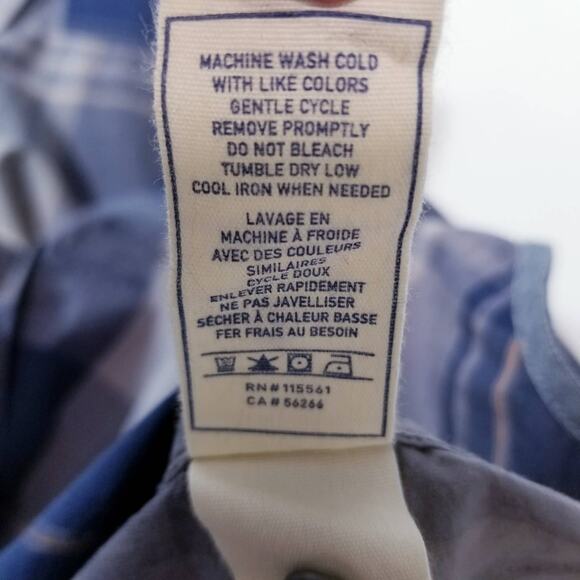 MACHINE WASH COLD
WITH LIKE COLORS
GENTLE CYCLE
REMOVE PROMPTLY
DO NOT BLEACH
TUMBLE DRY LOW
COOL IRON WHEN NEEDED
LAVAGE EN
MACHINE À FROIDE
AVEC DES COULEURS
SIMILAIRES
CYCLE DOUX
ENLEVER RAPIDEMENT
NE PAS JAVELLISER
SÉCHER À CHALEUR BASSE
FER FRAIS AU BESOIN
RN# 115561
CA# 56266